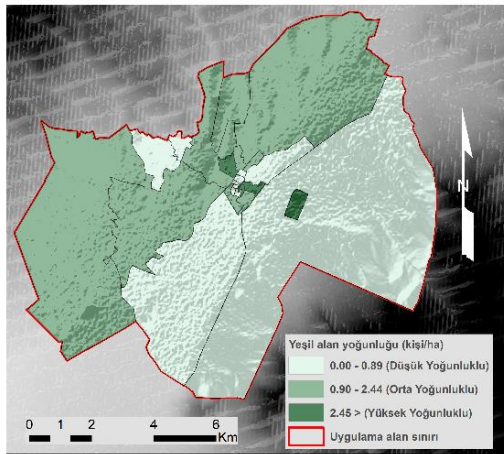 N
Yeşil alan yoğunluğu (kişi/ha)
0.00 - 0.89 (Düşük Yoğunluklu)
0.90 - 2.44 (Orta Yoğunluklu)
2.45 > (Yüksek Yoğunluklu)
Uygulama alan sınırı
0 1 2 4 6
Km